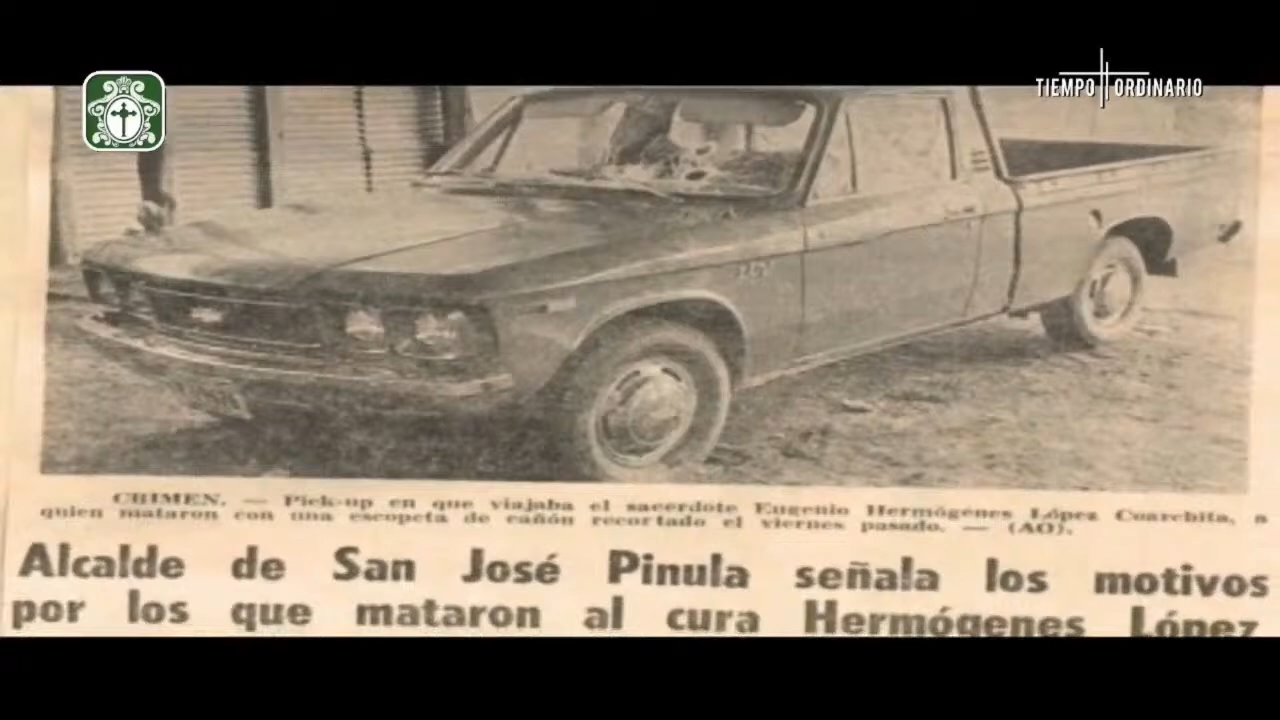 TIEMPO ORDINARIO
LUV
CRIMEN. — Pick-up en que viajaba el sacerdote Eugenio Hermógenes López Coarchita, a
quien mataron con una escopeta de cañón recortado el viernes pasado. — (AO).
Alcalde de San José Pinula señala los motivos
por los que mataron al cura Hermógenes López